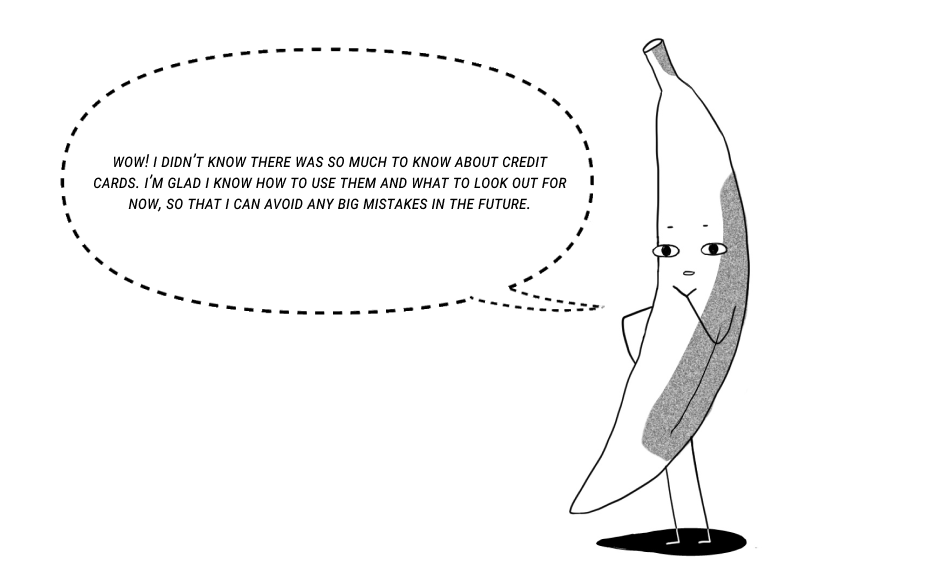 WOW! I DIDN'T KNOW THERE WAS SO MUCH TO KNOW ABOUT CREDIT
CARDS. I'M GLAD I KNOW HOW TO USE THEM AND WHAT TO LOOK OUT FOR
NOW, SO THAT I CAN AVOID ANY BIG MISTAKES IN THE FUTURE.